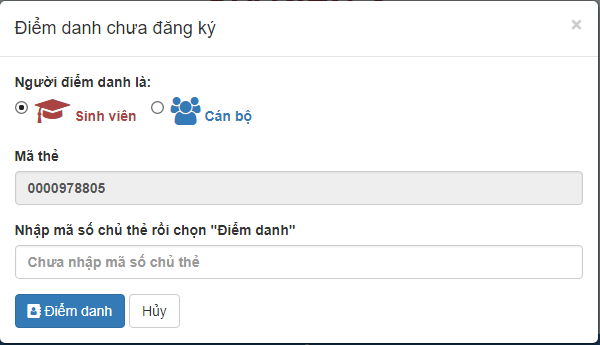 Điểm danh chưa đăng ký
×
Người điểm danh là:
Sinh viên Cán bộ
Mã thẻ
0000978805
Nhập mã số chủ thẻ rồi chọn "Điểm danh"
Chưa nhập mã số chủ thẻ
Điểm danh Hủy